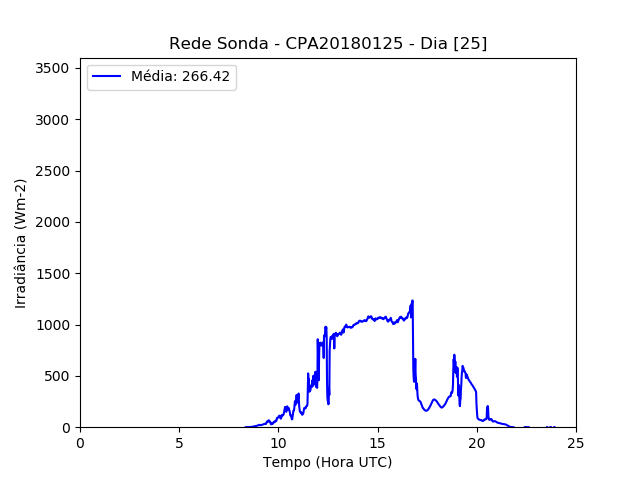 Rede Sonda - CPA20180125 - Dia [25]
Média: 266.42
3500
3000
2500
2000
1500
1000
500
0
Irradiância (Wm-2)
0 5 10 15 20 25
Tempo (Hora UTC)